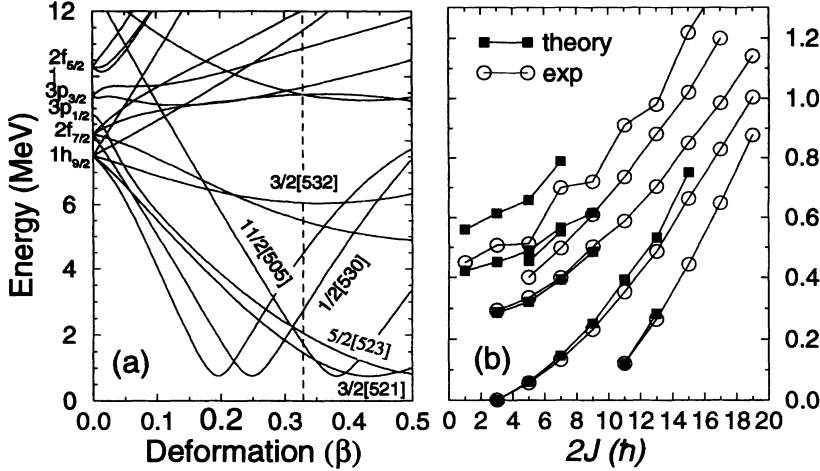 12
2f5/2
1
3p3/2
3p1/2
2f7/2
1h9/2
6
4
2
0
Energy (MeV)
0.0
0.1
0.2
0.3
0.4
0.5
Deformation (β)
(a)
3/2[532]
11/2[505]
1/2[530]
5/2[523]
3/2[521]
theory
exp
(b)
1.2
1.0
0.8
0.6
0.4
0.2
0.0
0 2 4 6 8 10 12 14 16 18 20
2J (ħ)